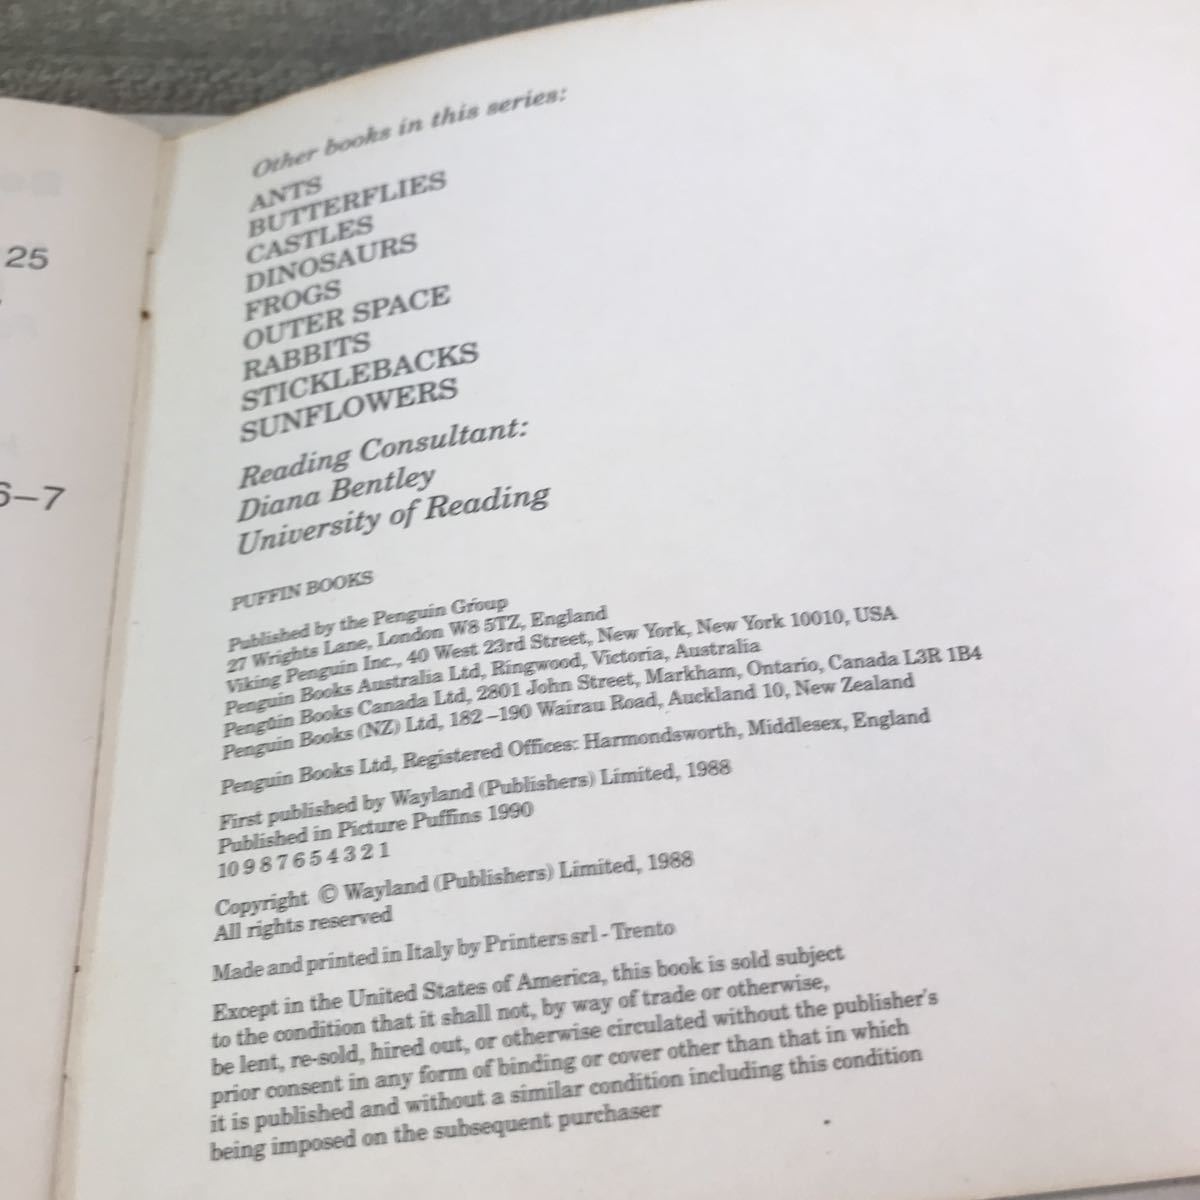 25
6–7
Other books in this series:
ANTS
BUTTERFLIES
CASTLES
DINOSAURS
FROGS
OUTER SPACE
RABBITS
STICKLEBACKS
SUNFLOWERS
Reading Consultant:
Diana Bentley
University of Reading
PUFFIN BOOKS
Published by the Penguin Group
27 Wrights Lane, London W8 5TZ, England
Viking Penguin Inc., 40 West 23rd Street, New York, New York 10010, USA
Penguin Books Australia Ltd, Ringwood, Victoria, Australia
Penguin Books Canada Ltd, 2801 John Street, Markham, Ontario, Canada L3R 1B4
Penguin Books (NZ) Ltd, 182–190 Wairau Road, Auckland 10, New Zealand
Penguin Books Ltd, Registered Offices: Harmondsworth, Middlesex, England
First published by Wayland (Publishers) Limited, 1988
Published in Picture Puffins 1990
10 9 8 7 6 5 4 3 2 1
Copyright © Wayland (Publishers) Limited, 1988
All rights reserved
Made and printed in Italy by Printers srl - Trento
Except in the United States of America, this book is sold subject
to the condition that it shall not, by way of trade or otherwise,
be lent, re-sold, hired out, or otherwise circulated without the publisher's
prior consent in any form of binding or cover other than that in which
it is published and without a similar condition including this condition
being imposed on the subsequent purchaser